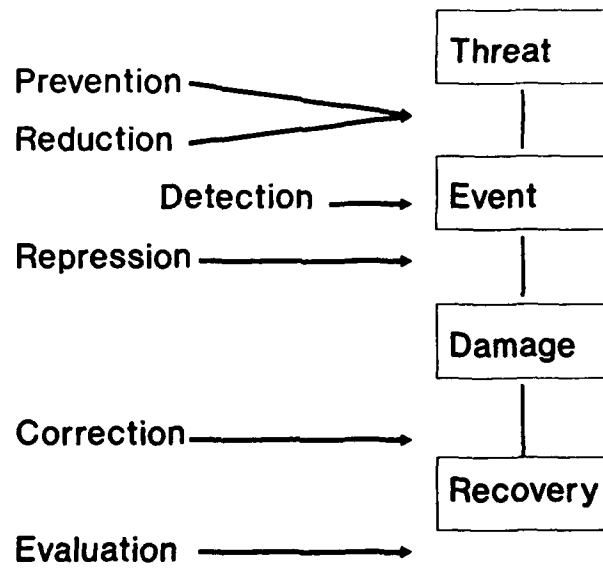 Threat
Prevention
Reduction
Detection
Event
Repression
Damage
Correction
Recovery
Evaluation